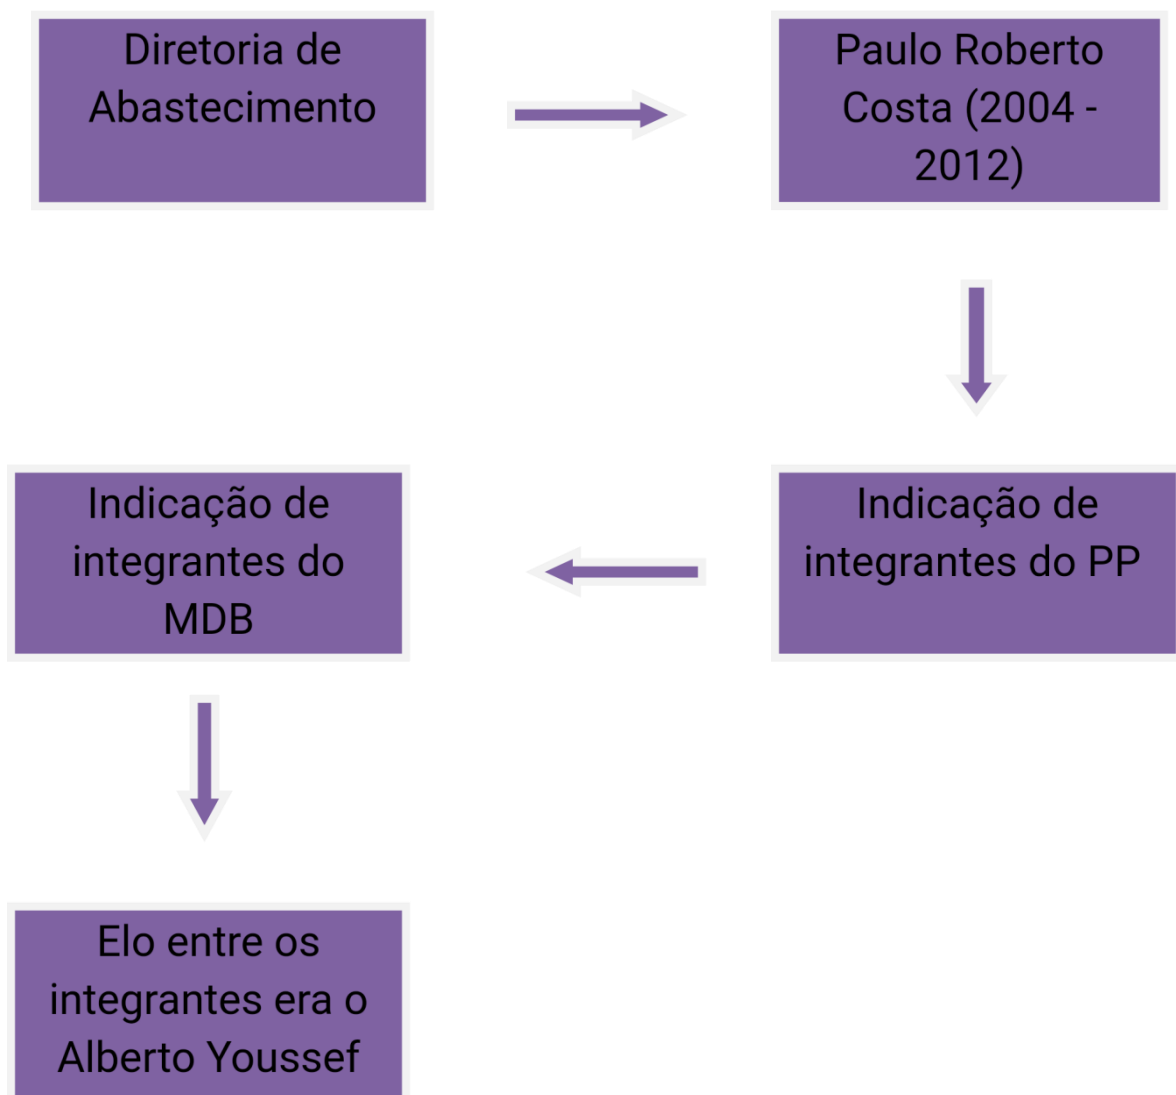 Diretoria de
Abastecimento
Paulo Roberto
Costa (2004 -
2012)
Indicação de
integrantes do PP
Indicação de
integrantes do
MDB
Elo entre os
integrantes era o
Alberto Youssef